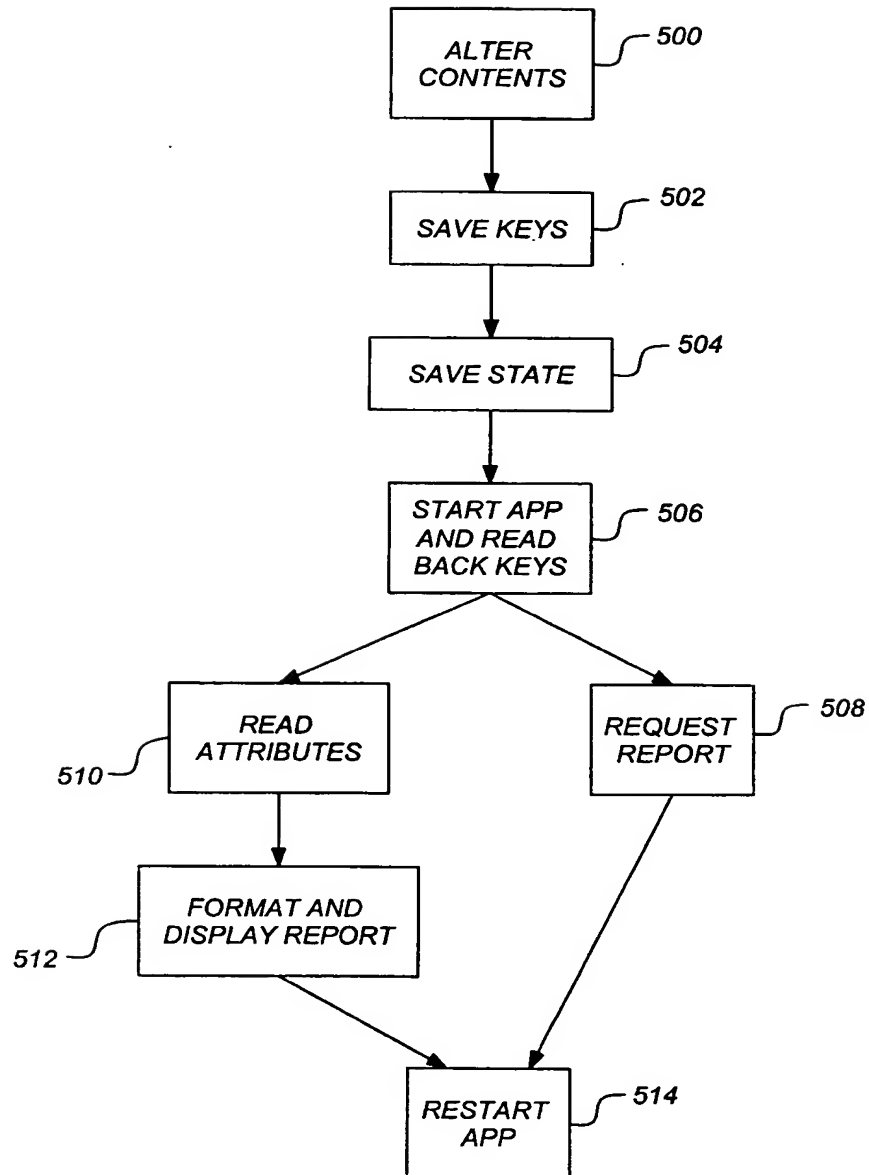 ALTER
CONTENTS
500
SAVE KEYS
502
SAVE STATE
504
START APP
AND READ
BACK KEYS
506
READ
ATTRIBUTES
510
REQUEST
REPORT
508
FORMAT AND
DISPLAY REPORT
512
RESTART
APP
514